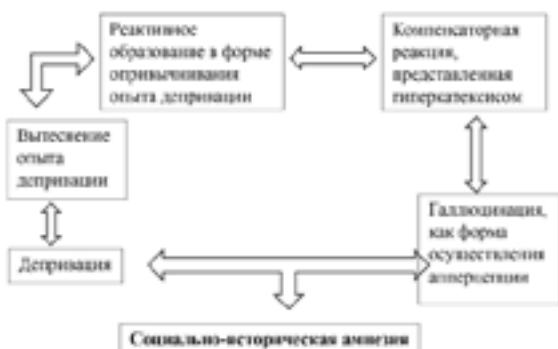 Реактивное
образование в форме
опривычнивания
опыта депривации
Компенсаторная
реакция,
представленная
гиперкатексисом
Вытеснение
опыта
депривации
Галлюцинация,
как форма
осуществления
апперцепции
Депривация
Социально-историческая амнезия